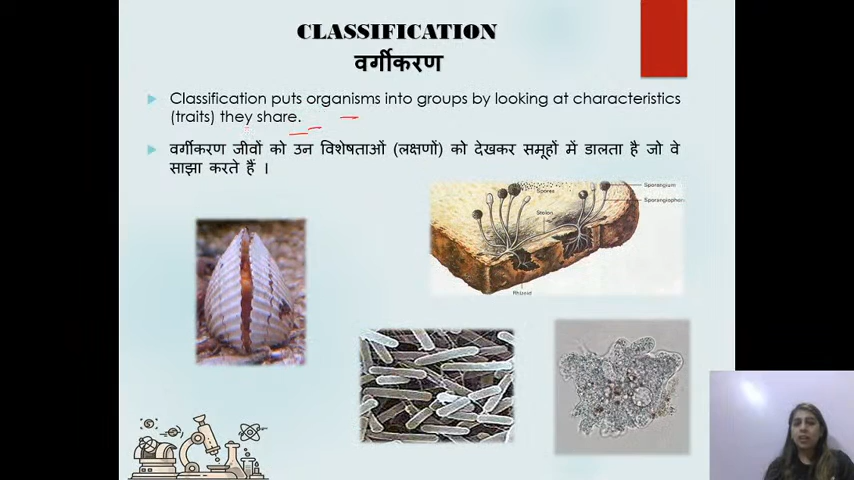 CLASSIFICATION
वर्गीकरण
Classification puts organisms into groups by looking at characteristics
(traits) they share.
वर्गीकरण जीवों को उन विशेषताओं (लक्षणों) को देखकर समूहों में डालता है जो वे
साझा करते हैं ।
Sporangium
Spores
Sporangiophore
Stolon
Rhizoid